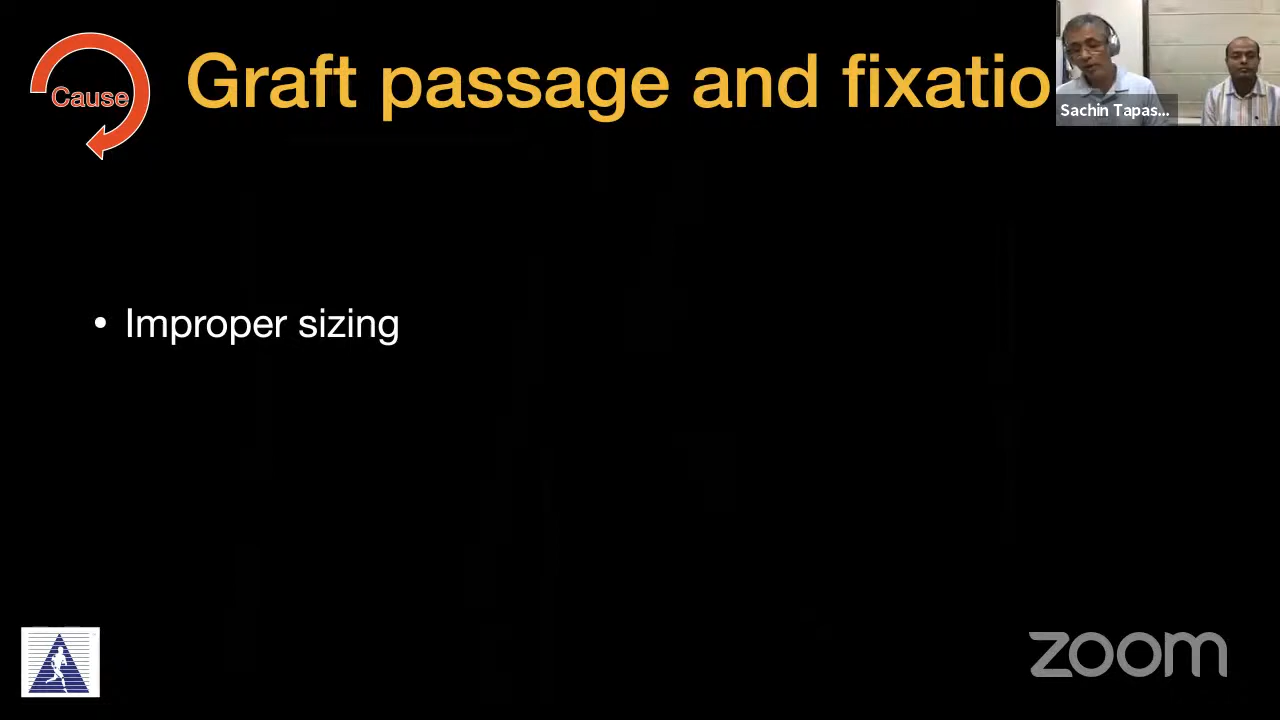 Cause
Graft passage and fixatio
Sachin Tapas...
• Improper sizing
zoom